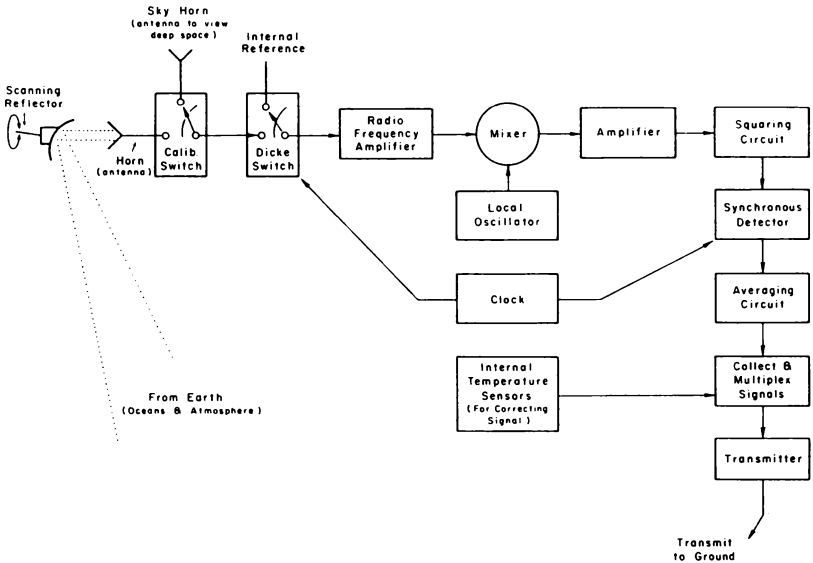 Sky Horn
(antenna to view
deep space)
Internal
Reference
Scanning
Reflector
Horn
(antenna)
Calib.
Switch
Dicke
Switch
Radio
Frequency
Amplifier
Mixer
Amplifier
Squaring
Circuit
Local
Oscillator
Synchronous
Detector
Clock
Averaging
Circuit
Internal
Temperature
Sensors
(For Correcting
Signal)
Collect &
Multiplex
Signals
From Earth
(Oceans & Atmosphere)
Transmitter
Transmit
to Ground